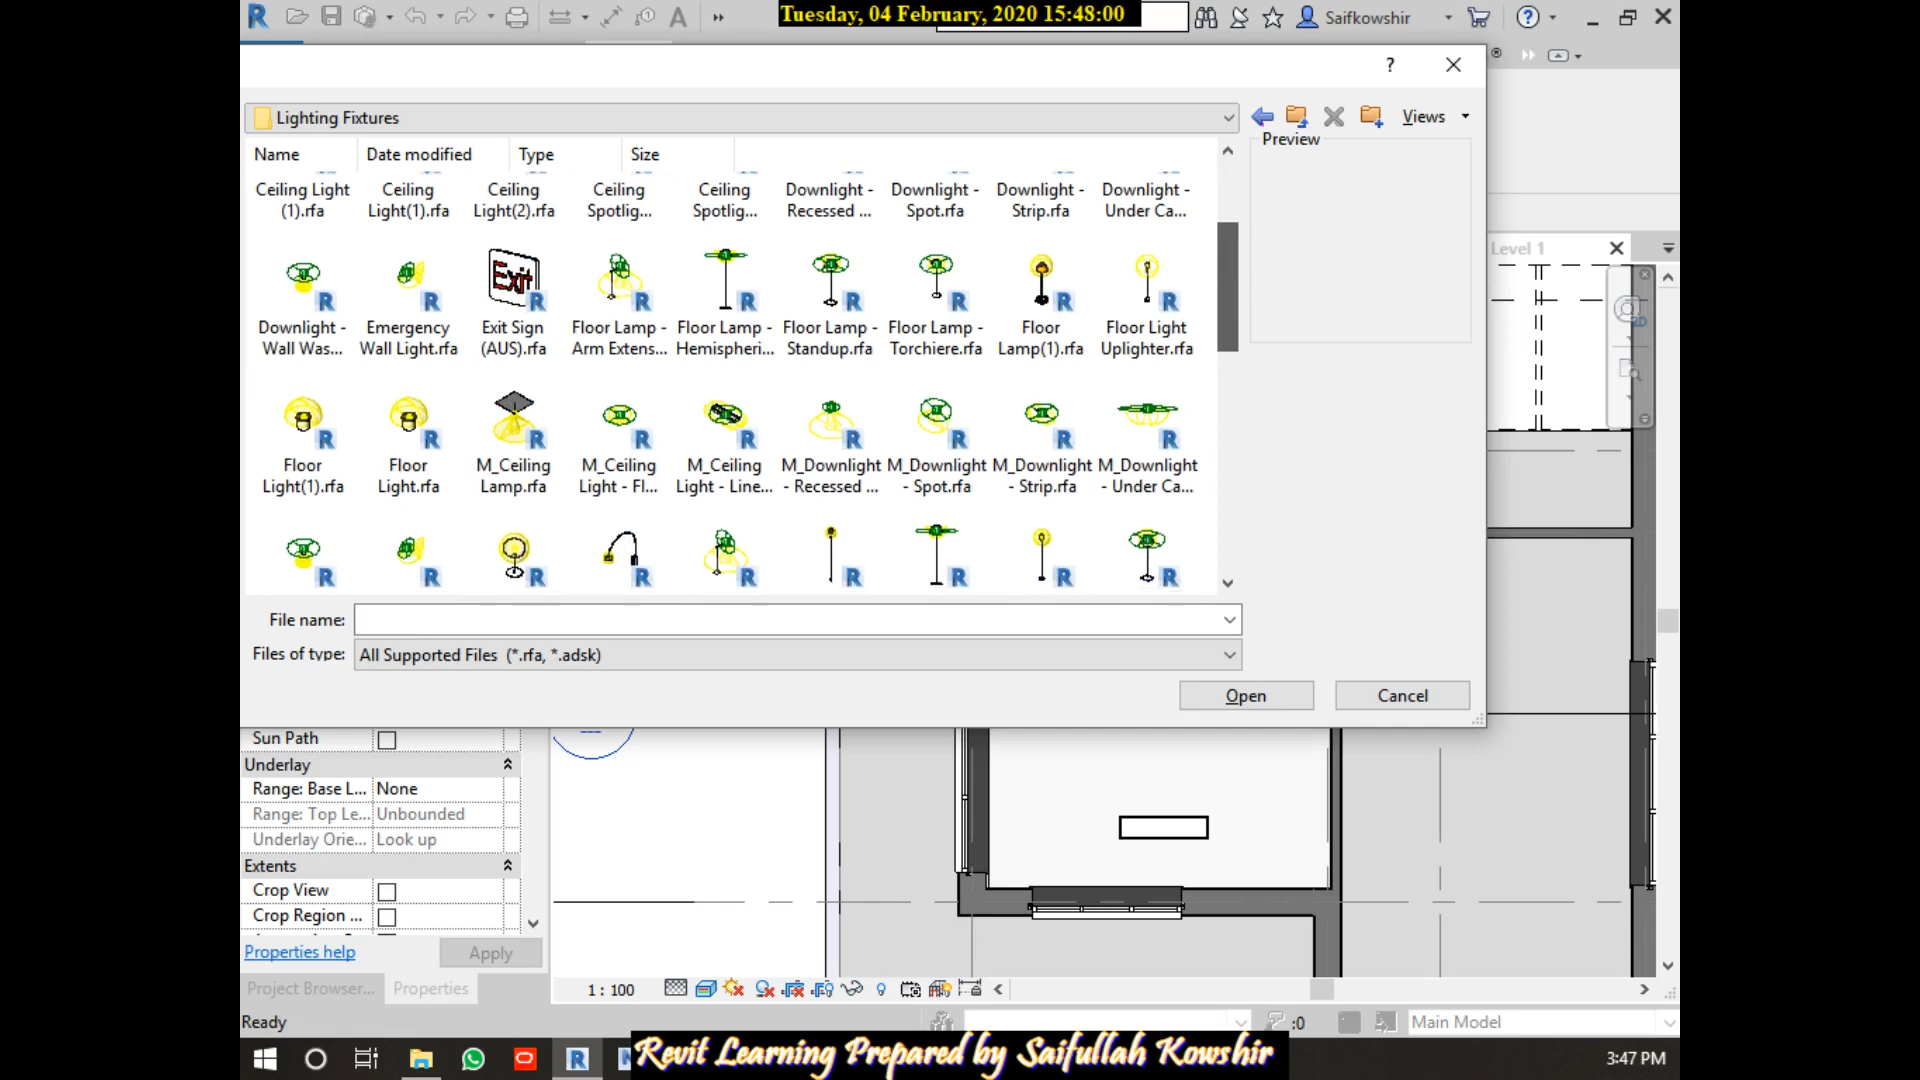 Tuesday, 04 February, 2020 15:48:00
Saifkowshir
Lighting Fixtures
Views
Preview
Name Date modified Type Size
Ceiling Light (1).rfa
Ceiling Light(1).rfa
Ceiling Light(2).rfa
Ceiling Spotlig...
Ceiling Spotlig...
Downlight - Recessed ...
Downlight - Spot.rfa
Downlight - Strip.rfa
Downlight - Under Ca...
Exit
Downlight - Wall Was...
Emergency Wall Light.rfa
Exit Sign (AUS).rfa
Floor Lamp - Arm Extens...
Floor Lamp - Hemispheri...
Floor Lamp - Standup.rfa
Floor Lamp - Torchiere.rfa
Floor Lamp(1).rfa
Floor Light Uplighter.rfa
Floor Light(1).rfa
Floor Light.rfa
M_Ceiling Lamp.rfa
M_Ceiling Light - Fl...
M_Ceiling Light - Line...
M_Downlight - Recessed ...
M_Downlight - Spot.rfa
M_Downlight - Strip.rfa
M_Downlight - Under Ca...
File name:
Files of type: All Supported Files (*.rfa, *.adsk)
Open Cancel
Level 1
2D
Sun Path
Underlay
Range: Base L... None
Range: Top Le... Unbounded
Underlay Orie... Look up
Extents
Crop View
Crop Region ...
Properties help Apply
Project Browser... Properties
1 : 100
Ready
:0
Main Model
Revit Learning Prepared by Saifullah Kowshir
3:47 PM